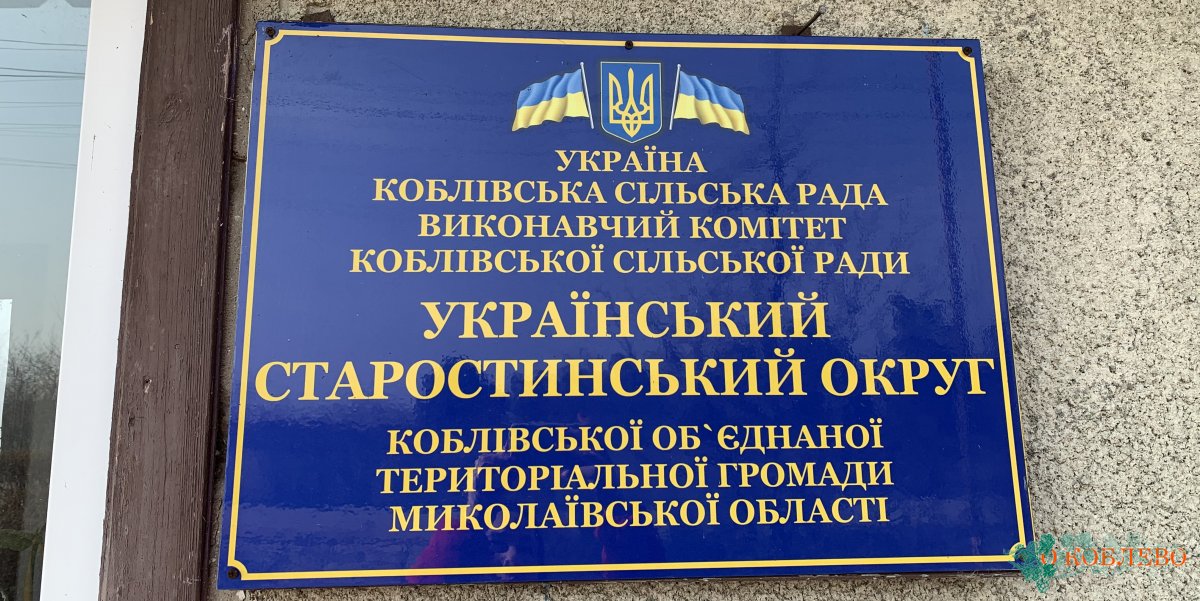 УКРАЇНА
КОБЛІВСЬКА СІЛЬСЬКА РАДА
ВИКОНАВЧИЙ КОМІТЕТ
КОБЛІВСЬКОЇ СІЛЬСЬКОЇ РАДИ
УКРАЇНСЬКИЙ
СТАРОСТИНСЬКИЙ ОКРУГ
КОБЛІВСЬКОЇ ОБ`ЄДНАНОЇ
ТЕРИТОРІАЛЬНОЇ ГРОМАДИ
МИКОЛАЇВСЬКОЇ ОБЛАСТІ
О КОБЛЕВО